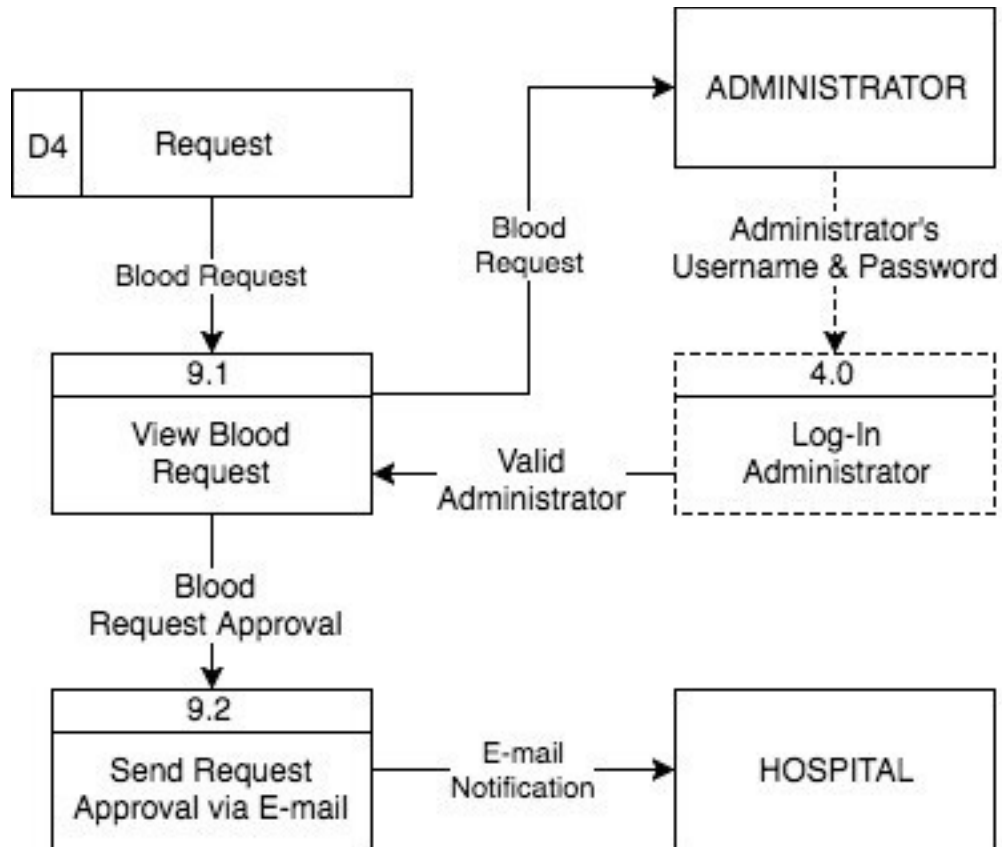 ADMINISTRATOR
D4
Request
Blood
Request
Administrator's
Username & Password
Blood Request
9.1
View Blood
Request
4.0
Log-In
Administrator
Valid
Administrator
Blood
Request Approval
9.2
Send Request
Approval via E-mail
E-mail
Notification
HOSPITAL